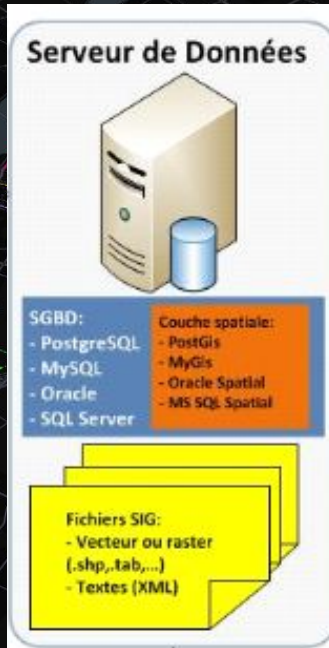 Serveur de Données
SGBD:
- PostgreSQL
- MySQL
- Oracle
- SQL Server
Couche spatiale:
- PostGis
- MyGis
- Oracle Spatial
- MS SQL Spatial
Fichiers SIG:
- Vecteur ou raster
(.shp,.tab,...)
- Textes (XML)